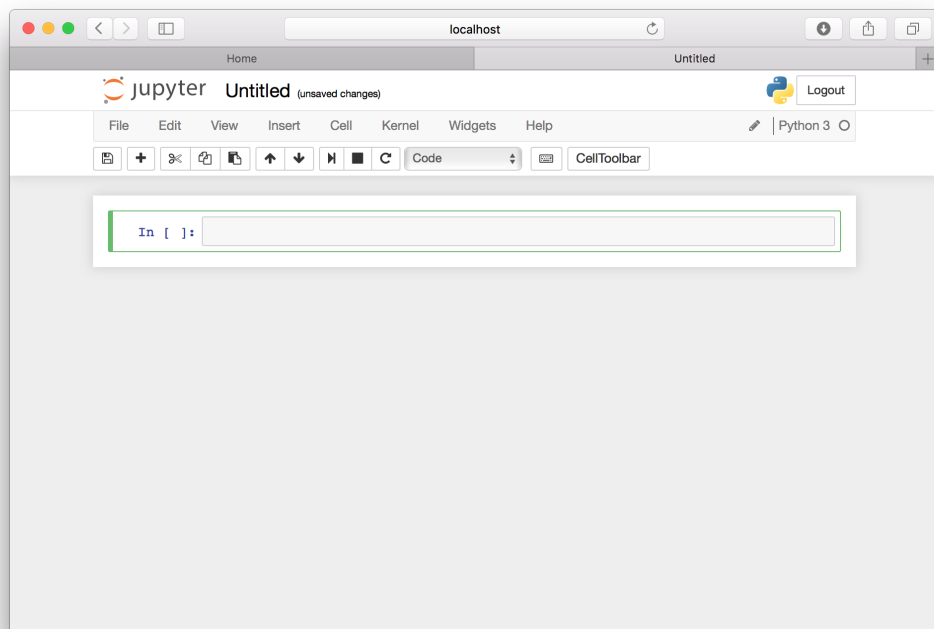 localhost
Home Untitled
jupyter Untitled (unsaved changes) Logout
File Edit View Insert Cell Kernel Widgets Help Python 3
Code CellToolbar
In [ ]: